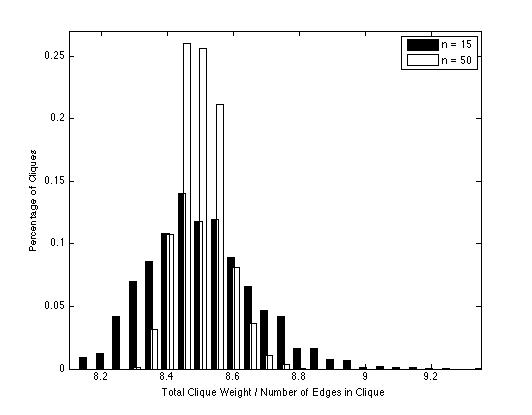 n = 15
n = 50
0.25
0.2
0.15
0.1
0.05
0
Percentage of Cliques
8.2 8.4 8.6 8.8 9 9.2
Total Clique Weight / Number of Edges in Clique